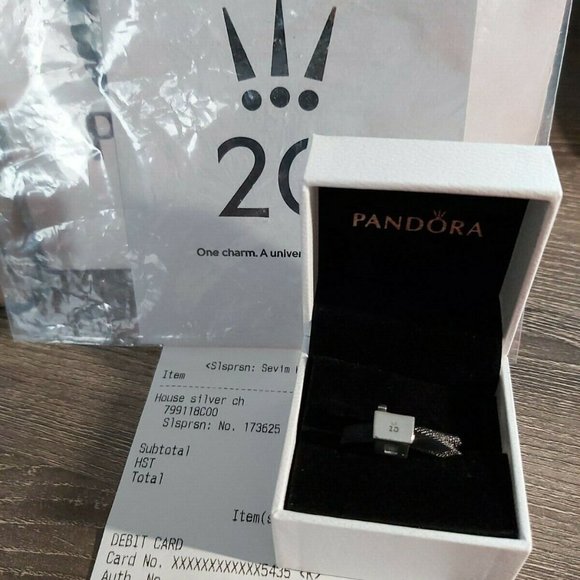 20
One charm. A univer
PANDORA
20
<Slsprsn: Sevim
Item
House silver ch
799118C00
Slsprsn: No. 173625
Subtotal
HST
Total
Item(s
DEBIT CARD
Card No. XXXXXXXXXXXX5435 <K>
Auth. No